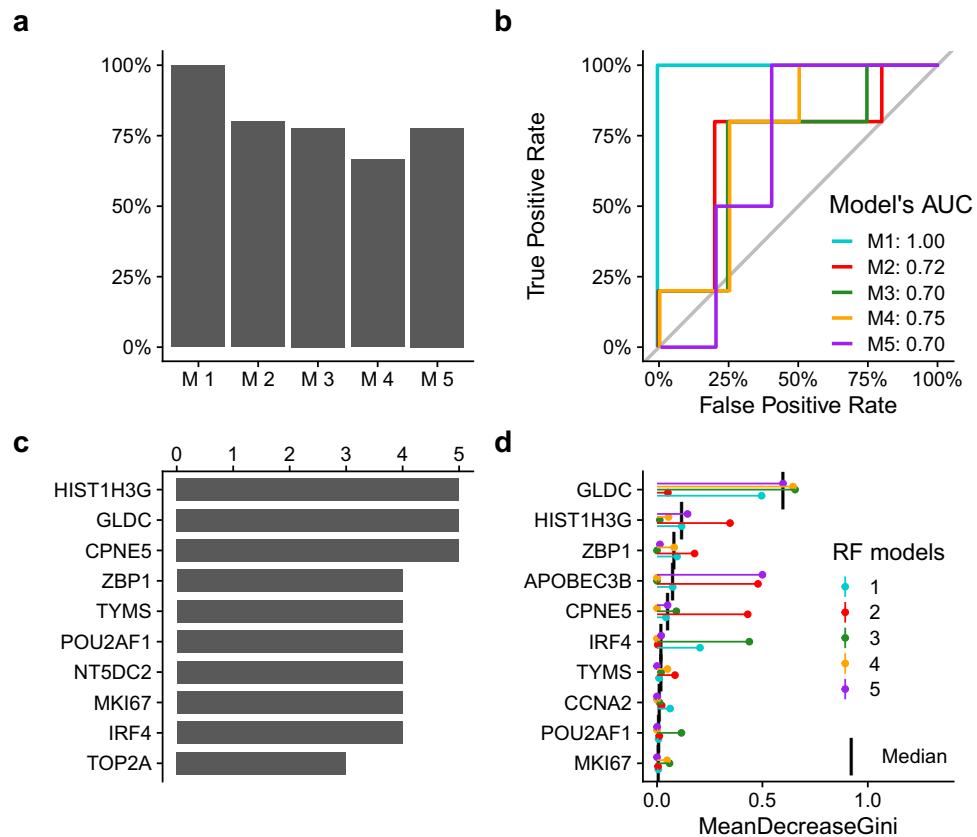 a
100%
75%
50%
25%
0%
M 1 M 2 M 3 M 4 M 5
b
True Positive Rate
100%
75%
50%
25%
0%
Model's AUC
M1: 1.00
M2: 0.72
M3: 0.70
M4: 0.75
M5: 0.70
0% 25% 50% 75% 100%
False Positive Rate
c
0 1 2 3 4 5
HIST1H3G
GLDC
CPNE5
ZBP1
TYMS
POU2AF1
NT5DC2
MKI67
IRF4
TOP2A
d
GLDC
HIST1H3G
ZBP1
APOBEC3B
CPNE5
IRF4
TYMS
CCNA2
POU2AF1
MKI67
RF models
1
2
3
4
5
Median
0.0 0.5 1.0
MeanDecreaseGini